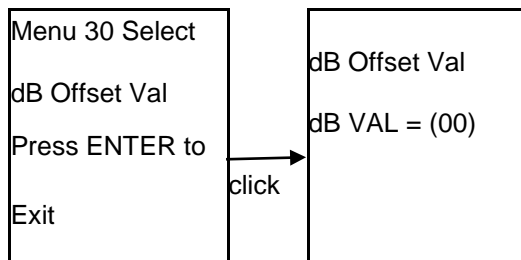 Menu 30 Select
dB Offset Val
Press ENTER to
Exit
click
dB Offset Val
dB VAL = (00)